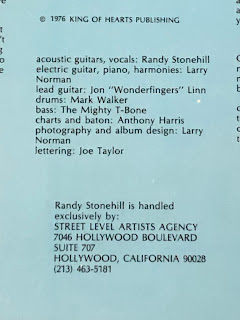 © 1976 KING OF HEARTS PUBLISHING
acoustic guitars, vocals: Randy Stonehill
electric guitar, piano, harmonies: Larry
Norman
lead guitar: Jon "Wonderfingers" Linn
drums: Mark Walker
bass: The Mighty T-Bone
charts and baton: Anthony Harris
photography and album design: Larry
Norman
lettering: Joe Taylor
Randy Stonehill is handled
exclusively by:
STREET LEVEL ARTISTS AGENCY
7046 HOLLYWOOD BOULEVARD
SUITE 707
HOLLYWOOD, CALIFORNIA 90028
(213) 463-5181